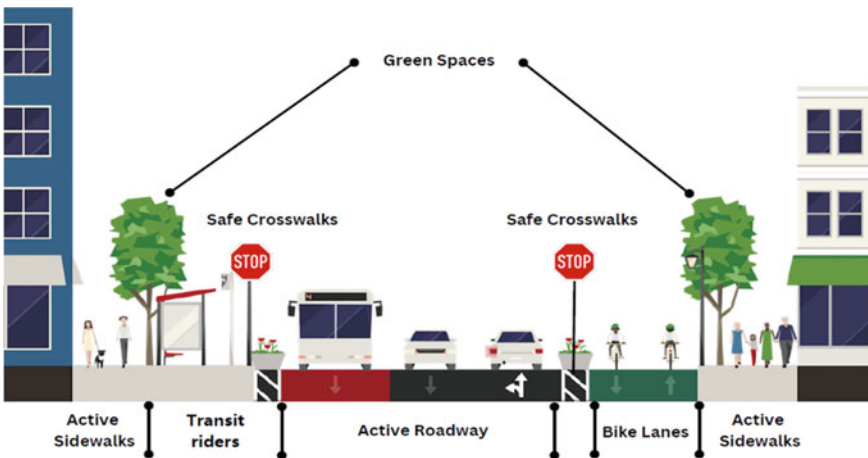 Green Spaces
Safe Crosswalks
Safe Crosswalks
STOP
STOP
Active
Sidewalks
Transit
riders
Active Roadway
Bike Lanes
Active
Sidewalks